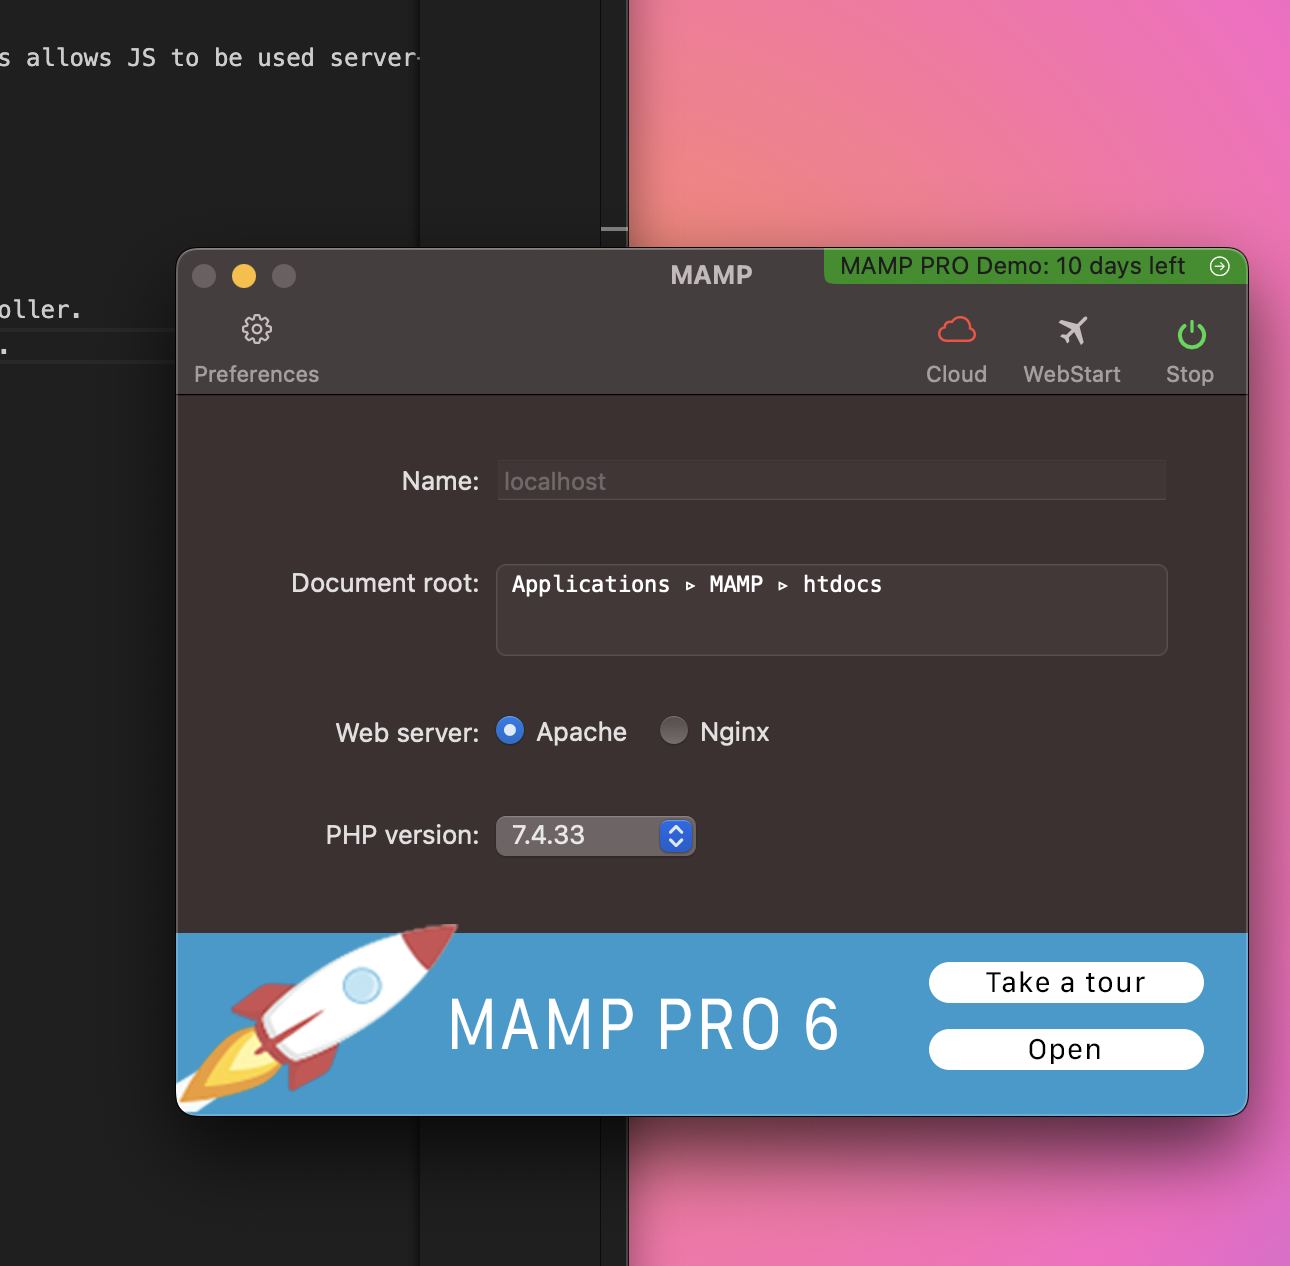 s allows JS to be used server-
oller.
.
MAMP
MAMP PRO Demo: 10 days left
Preferences
Cloud
WebStart
Stop
Name: localhost
Document root: Applications ▹ MAMP ▹ htdocs
Web server: Apache Nginx
PHP version: 7.4.33
MAMP PRO 6
Take a tour
Open